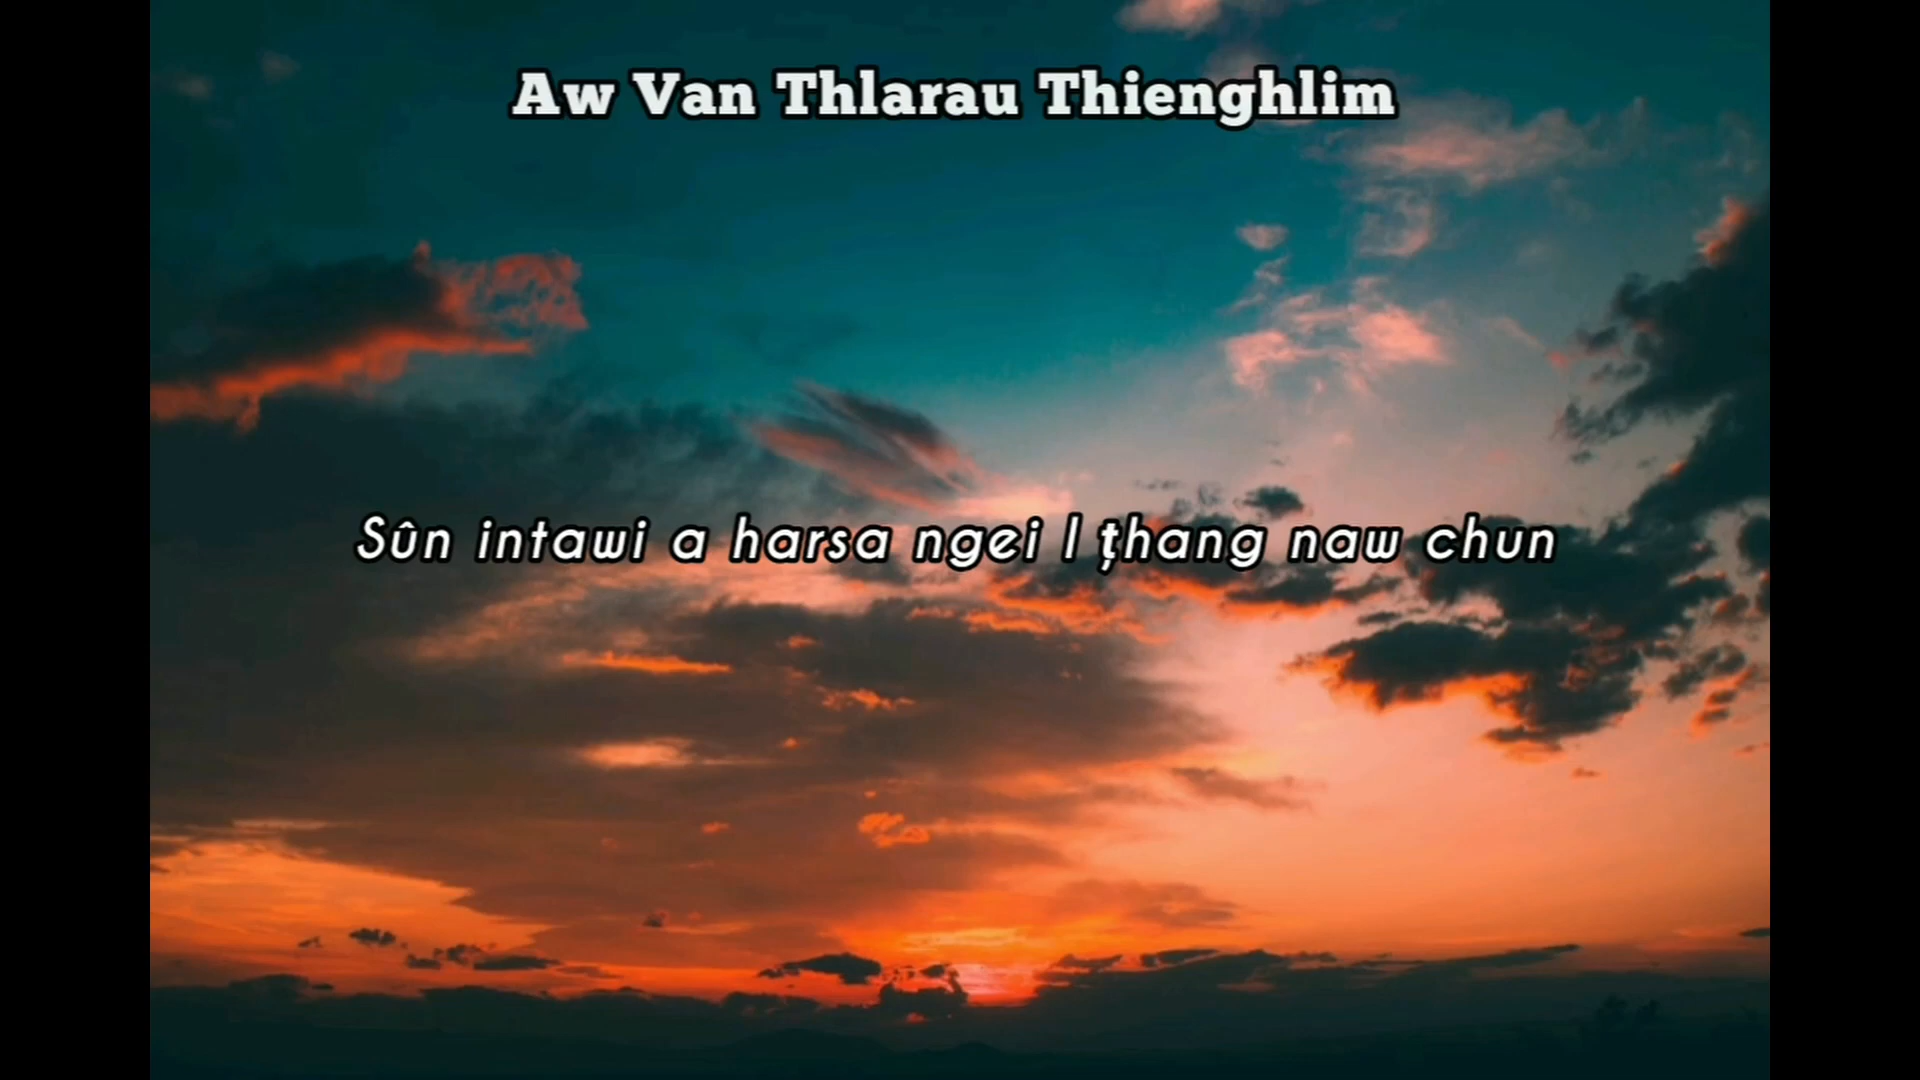 Aw Van Thlarau Thienghlim
Sûn intawi a harsa ngei I ṭhang naw chun